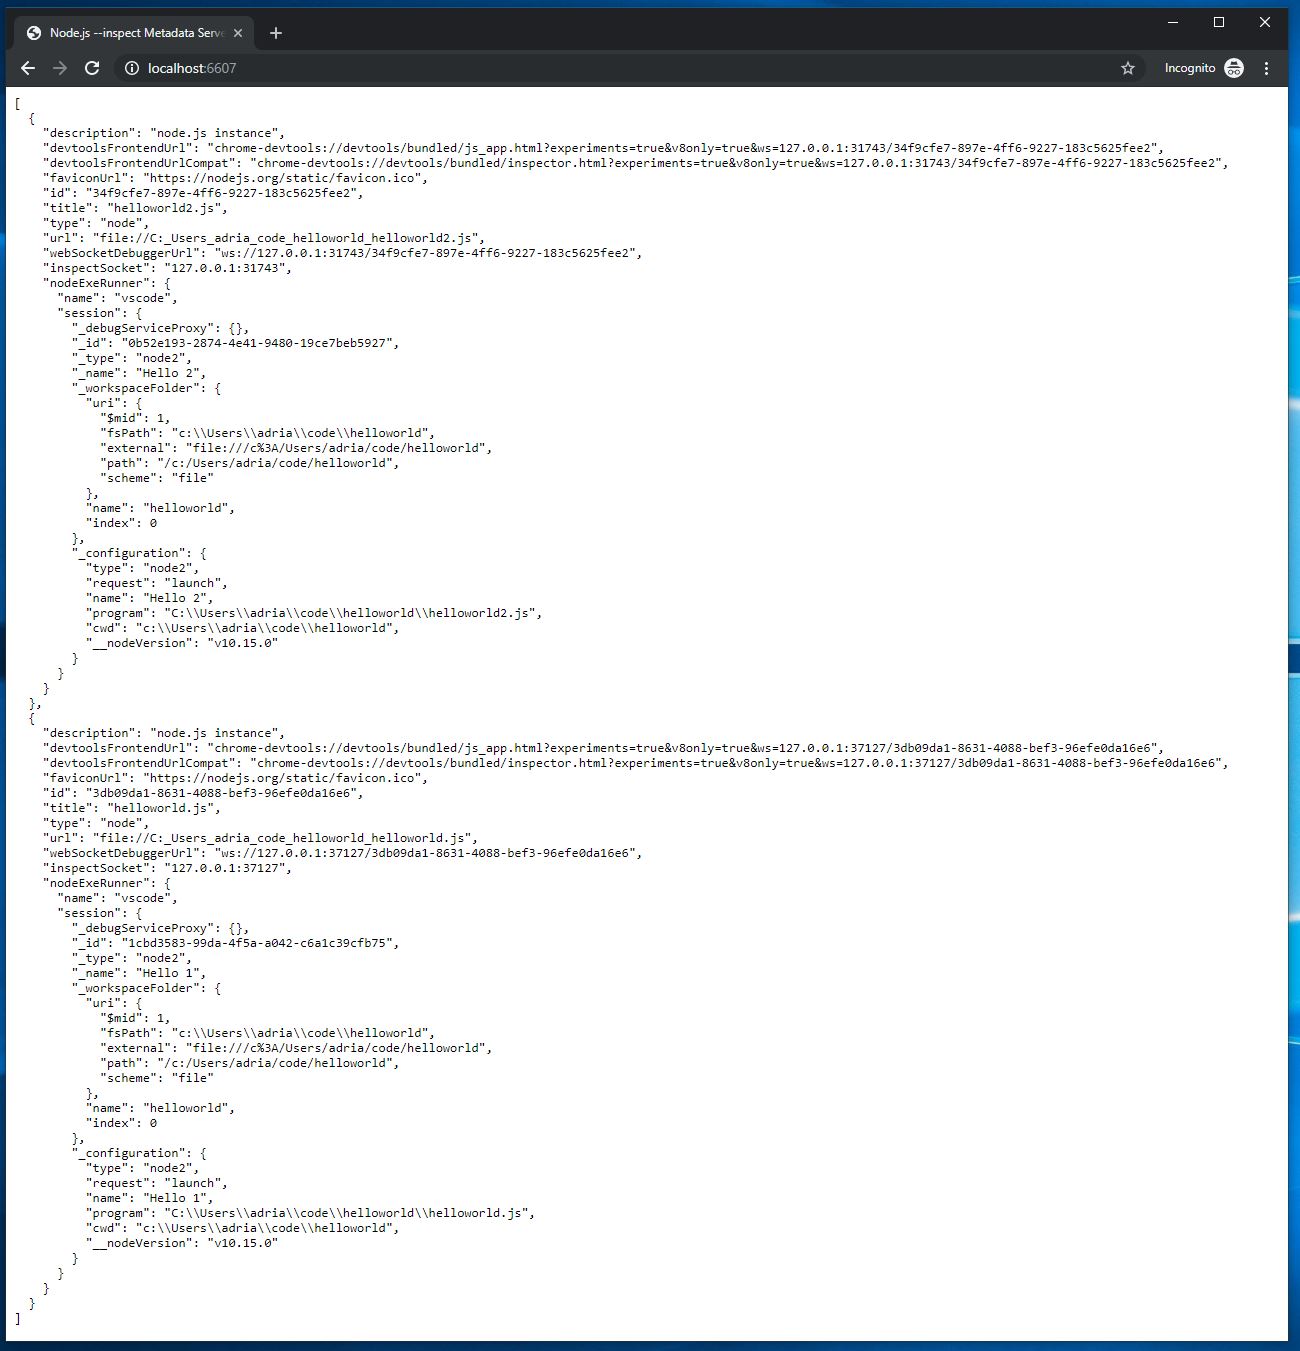 Node.js --inspect Metadata Serve
localhost:6607
Incognito
[
  {
    "description": "node.js instance",
    "devtoolsFrontendUrl": "chrome-devtools://devtools/bundled/js_app.html?experiments=true&v8only=true&ws=127.0.0.1:31743/34f9cfe7-897e-4ff6-9227-183c5625fee2",
    "devtoolsFrontendUrlCompat": "chrome-devtools://devtools/bundled/inspector.html?experiments=true&v8only=true&ws=127.0.0.1:31743/34f9cfe7-897e-4ff6-9227-183c5625fee2",
    "faviconUrl": "https://nodejs.org/static/favicon.ico",
    "id": "34f9cfe7-897e-4ff6-9227-183c5625fee2",
    "title": "helloworld2.js",
    "type": "node",
    "url": "file://C:_Users_adria_code_helloworld_helloworld2.js",
    "webSocketDebuggerUrl": "ws://127.0.0.1:31743/34f9cfe7-897e-4ff6-9227-183c5625fee2",
    "inspectSocket": "127.0.0.1:31743",
    "nodeExeRunner": {
      "name": "vscode",
      "session": {
        "_debugServiceProxy": {},
        "_id": "0b52e193-2874-4e41-9480-19ce7beb5927",
        "_type": "node2",
        "_name": "Hello 2",
        "_workspaceFolder": {
          "uri": {
            "$mid": 1,
            "fsPath": "c:\\Users\\adria\\code\\helloworld",
            "external": "file:///c%3A/Users/adria/code/helloworld",
            "path": "/c:/Users/adria/code/helloworld",
            "scheme": "file"
          },
          "name": "helloworld",
          "index": 0
        },
        "_configuration": {
          "type": "node2",
          "request": "launch",
          "name": "Hello 2",
          "program": "C:\\Users\\adria\\code\\helloworld\\helloworld2.js",
          "cwd": "c:\\Users\\adria\\code\\helloworld",
          "__nodeVersion": "v10.15.0"
        }
      }
    }
  },
  {
    "description": "node.js instance",
    "devtoolsFrontendUrl": "chrome-devtools://devtools/bundled/js_app.html?experiments=true&v8only=true&ws=127.0.0.1:37127/3db09da1-8631-4088-bef3-96efe0da16e6",
    "devtoolsFrontendUrlCompat": "chrome-devtools://devtools/bundled/inspector.html?experiments=true&v8only=true&ws=127.0.0.1:37127/3db09da1-8631-4088-bef3-96efe0da16e6",
    "faviconUrl": "https://nodejs.org/static/favicon.ico",
    "id": "3db09da1-8631-4088-bef3-96efe0da16e6",
    "title": "helloworld.js",
    "type": "node",
    "url": "file://C:_Users_adria_code_helloworld_helloworld.js",
    "webSocketDebuggerUrl": "ws://127.0.0.1:37127/3db09da1-8631-4088-bef3-96efe0da16e6",
    "inspectSocket": "127.0.0.1:37127",
    "nodeExeRunner": {
      "name": "vscode",
      "session": {
        "_debugServiceProxy": {},
        "_id": "1cbd3583-99da-4f5a-a042-c6a1c39cfb75",
        "_type": "node2",
        "_name": "Hello 1",
        "_workspaceFolder": {
          "uri": {
            "$mid": 1,
            "fsPath": "c:\\Users\\adria\\code\\helloworld",
            "external": "file:///c%3A/Users/adria/code/helloworld",
            "path": "/c:/Users/adria/code/helloworld",
            "scheme": "file"
          },
          "name": "helloworld",
          "index": 0
        },
        "_configuration": {
          "type": "node2",
          "request": "launch",
          "name": "Hello 1",
          "program": "C:\\Users\\adria\\code\\helloworld\\helloworld.js",
          "cwd": "c:\\Users\\adria\\code\\helloworld",
          "__nodeVersion": "v10.15.0"
        }
      }
    }
  }
]